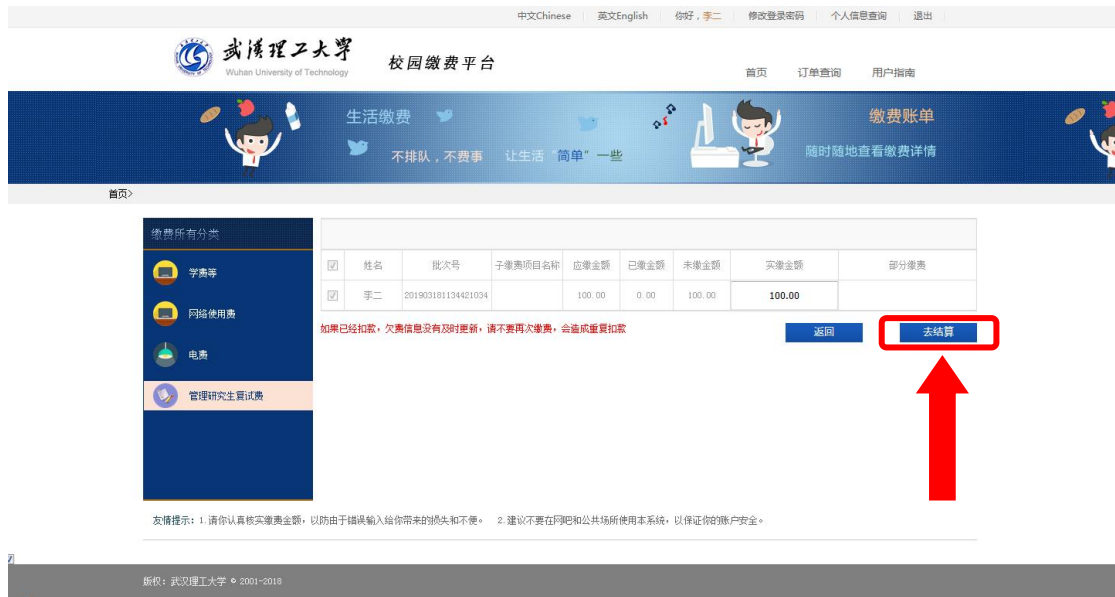 中文Chinese 英文English 你好，李二 修改登录密码 个人信息查询 退出
武汉理工大学
Wuhan University of Technology
校园缴费平台
首页 订单查询 用户指南
生活缴费
不排队，不费事 让生活“简单”一些
缴费账单
随时随地查看缴费详情
首页>
缴费所有分类
学费等
网络使用费
电费
管理研究生复试费
姓名 批次号 子缴费项目名称 应缴金额 已缴金额 未缴金额 实缴金额 部分缴费
李二 201903181134421034 100.00 0.00 100.00 100.00
如果已经扣款，欠费信息没有及时更新，请不要再次缴费，会造成重复扣款
返回 去结算
友情提示：1.请你认真核实缴费金额，以防由于错误输入给你带来的损失和不便。 2.建议不要在网吧和公共场所使用本系统，以保证你的账户安全。
版权：武汉理工大学 © 2001-2018